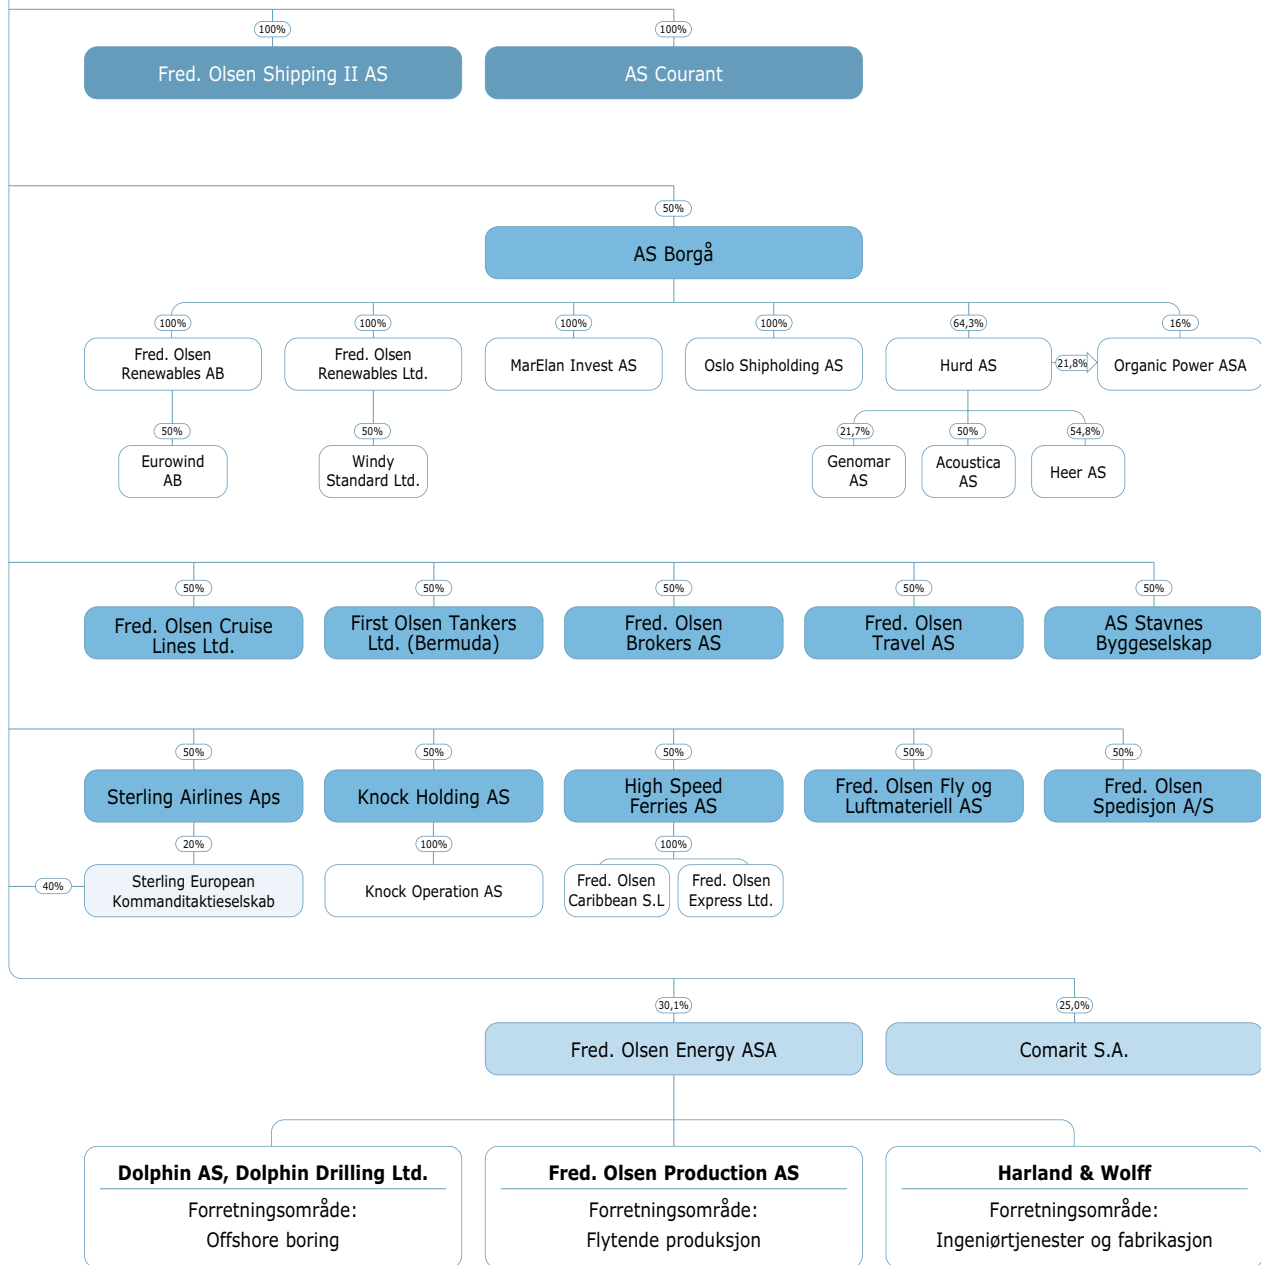 100%
100%
Fred. Olsen Shipping II AS
AS Courant
50%
AS Borgå
100%
100%
100%
100%
64,3%
16%
Fred. Olsen
Renewables AB
Fred. Olsen
Renewables Ltd.
MarElan Invest AS
Oslo Shipholding AS
Hurd AS
21,8%
Organic Power ASA
50%
50%
21,7%
50%
54,8%
Eurowind
AB
Windy
Standard Ltd.
Genomar
AS
Acoustica
AS
Heer AS
50%
50%
50%
50%
50%
Fred. Olsen Cruise
Lines Ltd.
First Olsen Tankers
Ltd. (Bermuda)
Fred. Olsen
Brokers AS
Fred. Olsen
Travel AS
AS Stavnes
Byggeselskap
50%
50%
50%
50%
50%
Sterling Airlines Aps
Knock Holding AS
High Speed
Ferries AS
Fred. Olsen Fly og
Luftmateriell AS
Fred. Olsen
Spedisjon A/S
20%
100%
100%
40%
Sterling European
Kommanditaktieselskab
Knock Operation AS
Fred. Olsen
Caribbean S.L
Fred. Olsen
Express Ltd.
30,1%
25,0%
Fred. Olsen Energy ASA
Comarit S.A.
Dolphin AS, Dolphin Drilling Ltd.
Forretningsområde:
Offshore boring
Fred. Olsen Production AS
Forretningsområde:
Flytende produksjon
Harland & Wolff
Forretningsområde:
Ingeniørtjenester og fabrikasjon